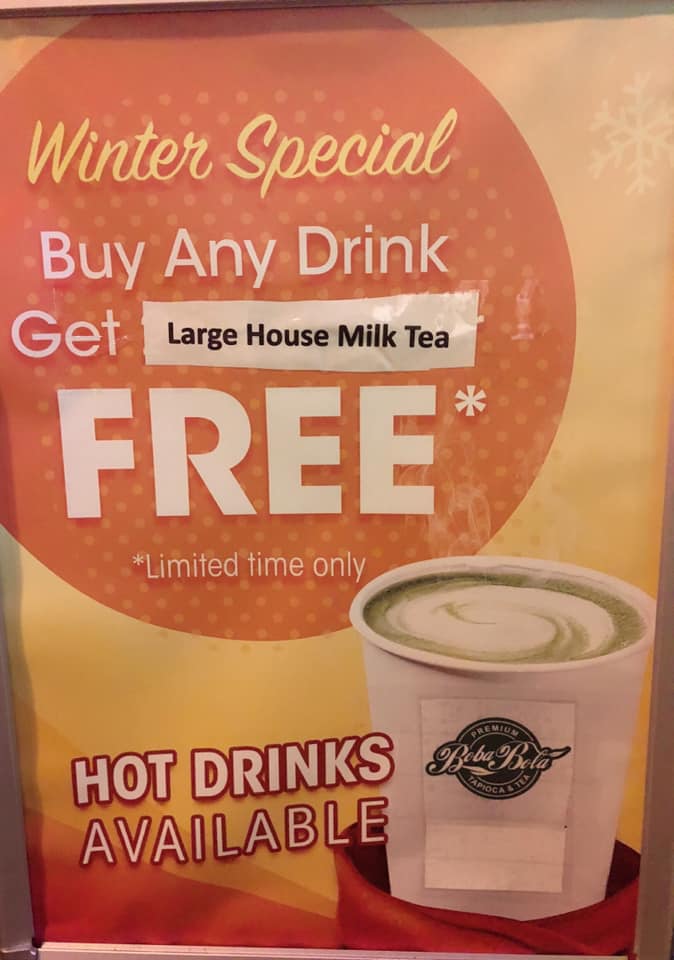 Winter Special
Buy Any Drink
Get Large House Milk Tea
FREE*
*Limited time only
HOT DRINKS
AVAILABLE
PREMIUM
Boba Bola
TAPIOCA & TEA